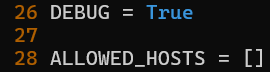 26 DEBUG = True
27
28 ALLOWED_HOSTS = []